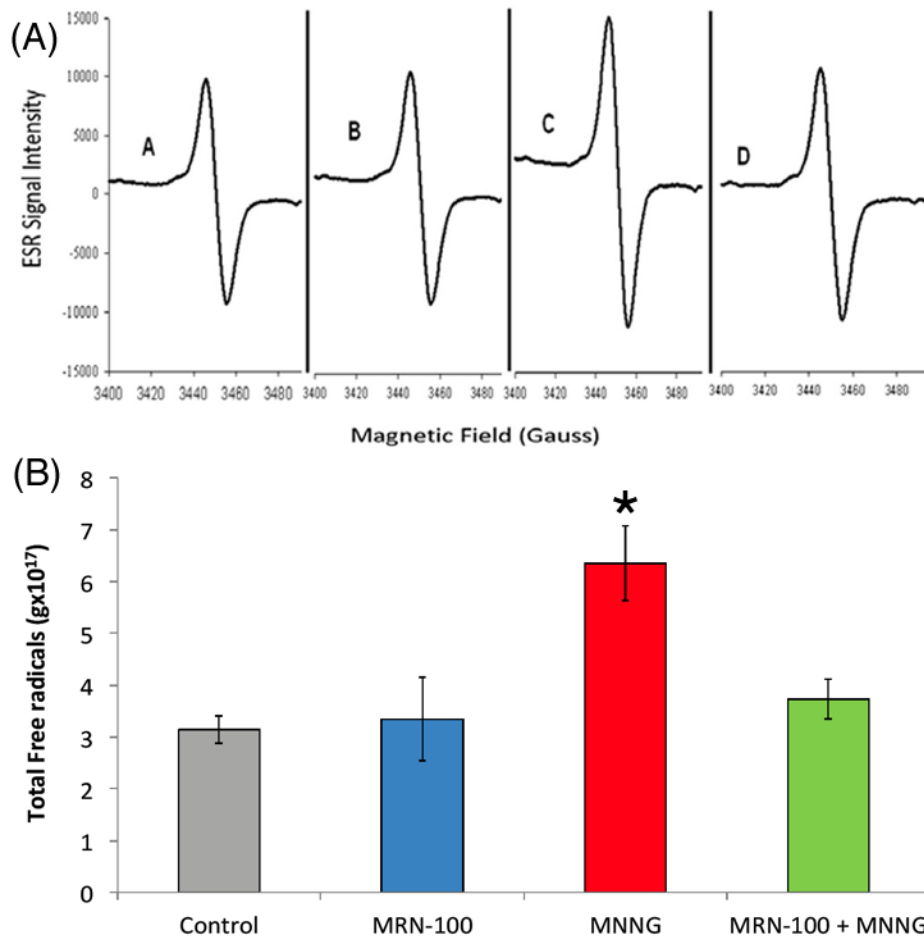 (A)
15000
10000
5000
0
-5000
-10000
-15000
ESR Signal Intensity
A
B
C
D
3400 3420 3440 3460 3480 3400 3420 3440 3460 3480 3400 3420 3440 3460 3480 3400 3420 3440 3460 3480
Magnetic Field (Gauss)
(B)
8
7
6
5
4
3
2
1
0
Total Free radicals (gx10¹⁷)
*
Control MRN-100 MNNG MRN-100 + MNNG